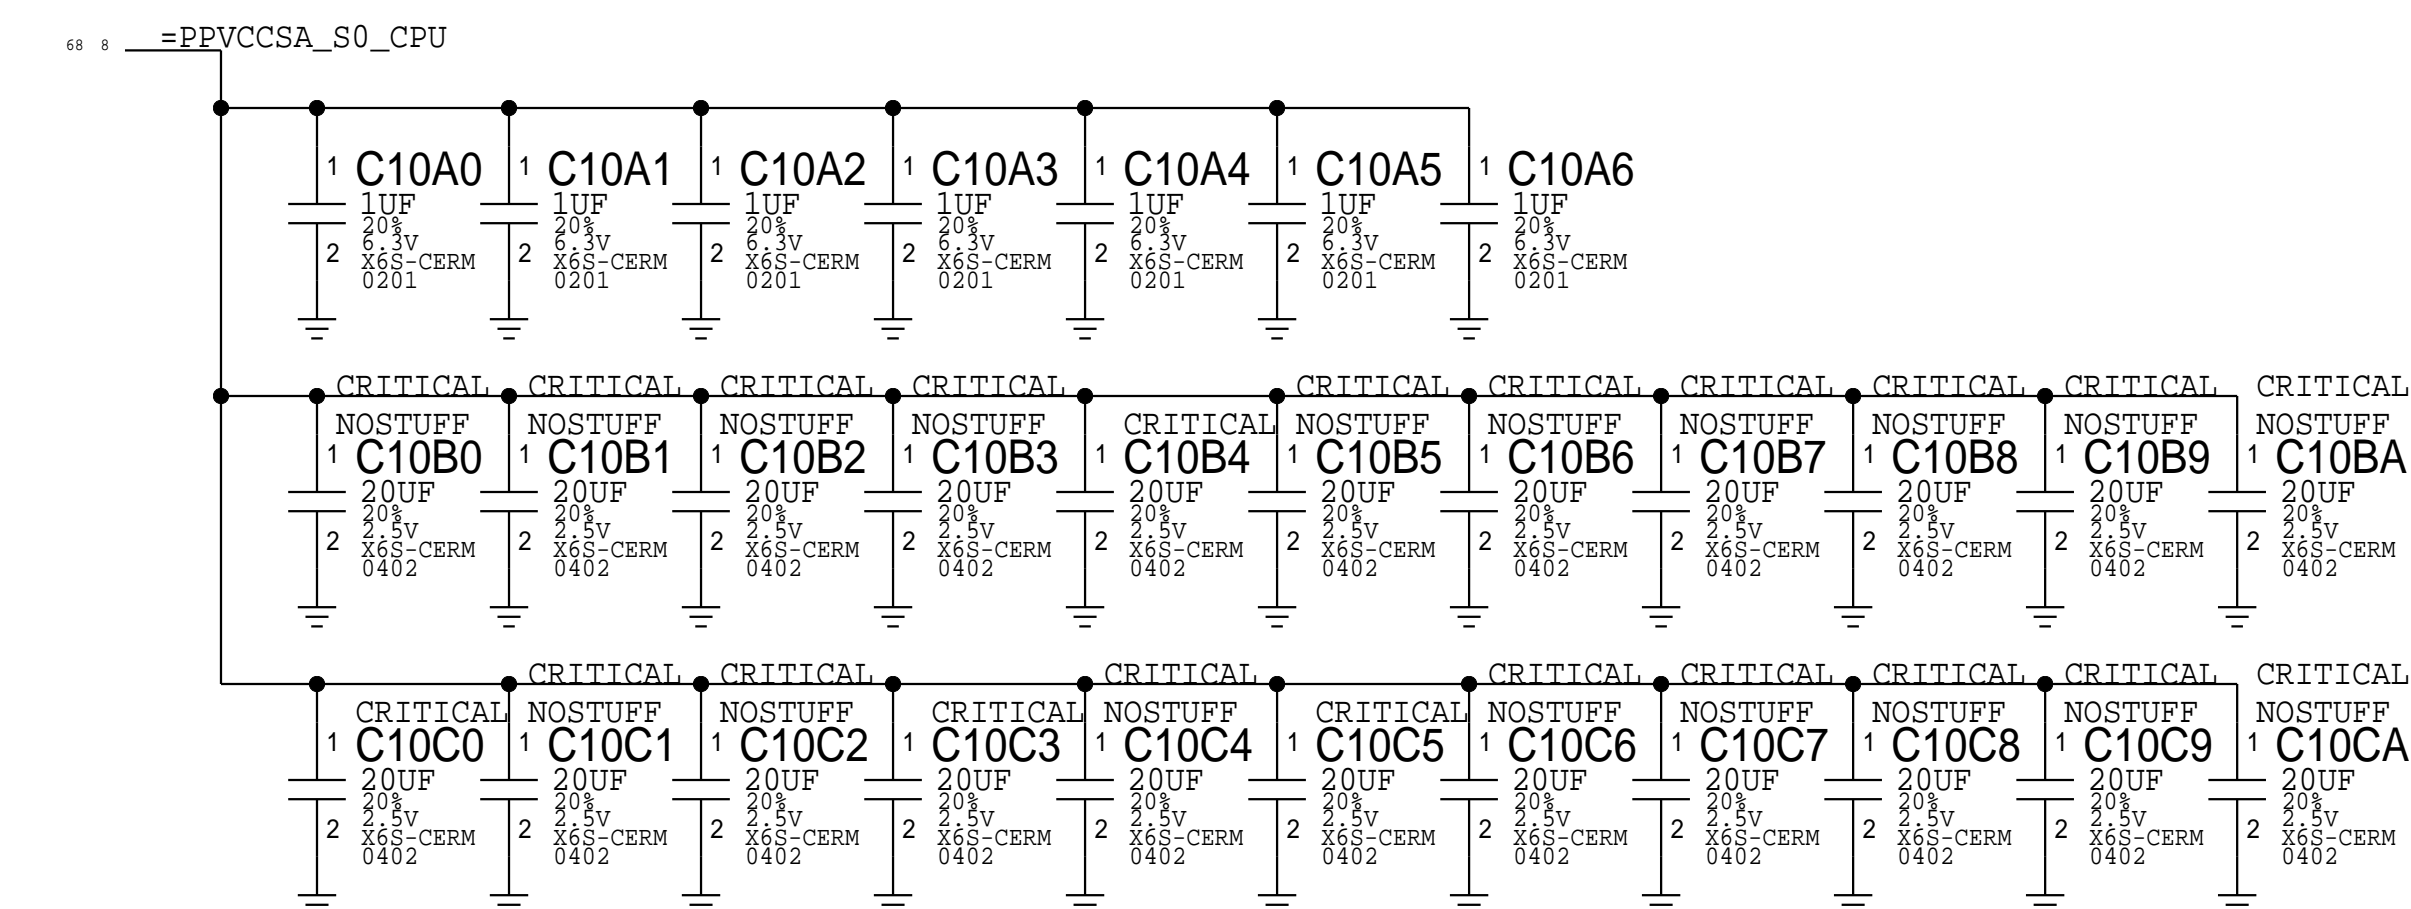 68 8 =PPVCCSA_S0_CPU
1 C10A0 1 C10A1 1 C10A2 1 C10A3 1 C10A4 1 C10A5 1 C10A6
1UF 1UF 1UF 1UF 1UF 1UF 1UF
20% 20% 20% 20% 20% 20% 20%
6.3V 6.3V 6.3V 6.3V 6.3V 6.3V 6.3V
2 X6S-CERM 2 X6S-CERM 2 X6S-CERM 2 X6S-CERM 2 X6S-CERM 2 X6S-CERM 2 X6S-CERM
0201 0201 0201 0201 0201 0201 0201
CRITICAL CRITICAL CRITICAL CRITICAL CRITICAL CRITICAL CRITICAL CRITICAL CRITICAL CRITICAL
NOSTUFF NOSTUFF NOSTUFF NOSTUFF CRITICAL NOSTUFF NOSTUFF NOSTUFF NOSTUFF NOSTUFF NOSTUFF
1 C10B0 1 C10B1 1 C10B2 1 C10B3 1 C10B4 1 C10B5 1 C10B6 1 C10B7 1 C10B8 1 C10B9 1 C10BA
20UF 20UF 20UF 20UF 20UF 20UF 20UF 20UF 20UF 20UF 20UF
20% 20% 20% 20% 20% 20% 20% 20% 20% 20% 20%
2.5V 2.5V 2.5V 2.5V 2.5V 2.5V 2.5V 2.5V 2.5V 2.5V 2.5V
2 X6S-CERM 2 X6S-CERM 2 X6S-CERM 2 X6S-CERM 2 X6S-CERM 2 X6S-CERM 2 X6S-CERM 2 X6S-CERM 2 X6S-CERM 2 X6S-CERM 2 X6S-CERM
0402 0402 0402 0402 0402 0402 0402 0402 0402 0402 0402
CRITICAL CRITICAL CRITICAL CRITICAL CRITICAL CRITICAL CRITICAL CRITICAL
CRITICAL NOSTUFF NOSTUFF CRITICAL NOSTUFF CRITICAL NOSTUFF NOSTUFF NOSTUFF NOSTUFF NOSTUFF
1 C10C0 1 C10C1 1 C10C2 1 C10C3 1 C10C4 1 C10C5 1 C10C6 1 C10C7 1 C10C8 1 C10C9 1 C10CA
20UF 20UF 20UF 20UF 20UF 20UF 20UF 20UF 20UF 20UF 20UF
20% 20% 20% 20% 20% 20% 20% 20% 20% 20% 20%
2.5V 2.5V 2.5V 2.5V 2.5V 2.5V 2.5V 2.5V 2.5V 2.5V 2.5V
2 X6S-CERM 2 X6S-CERM 2 X6S-CERM 2 X6S-CERM 2 X6S-CERM 2 X6S-CERM 2 X6S-CERM 2 X6S-CERM 2 X6S-CERM 2 X6S-CERM 2 X6S-CERM
0402 0402 0402 0402 0402 0402 0402 0402 0402 0402 0402